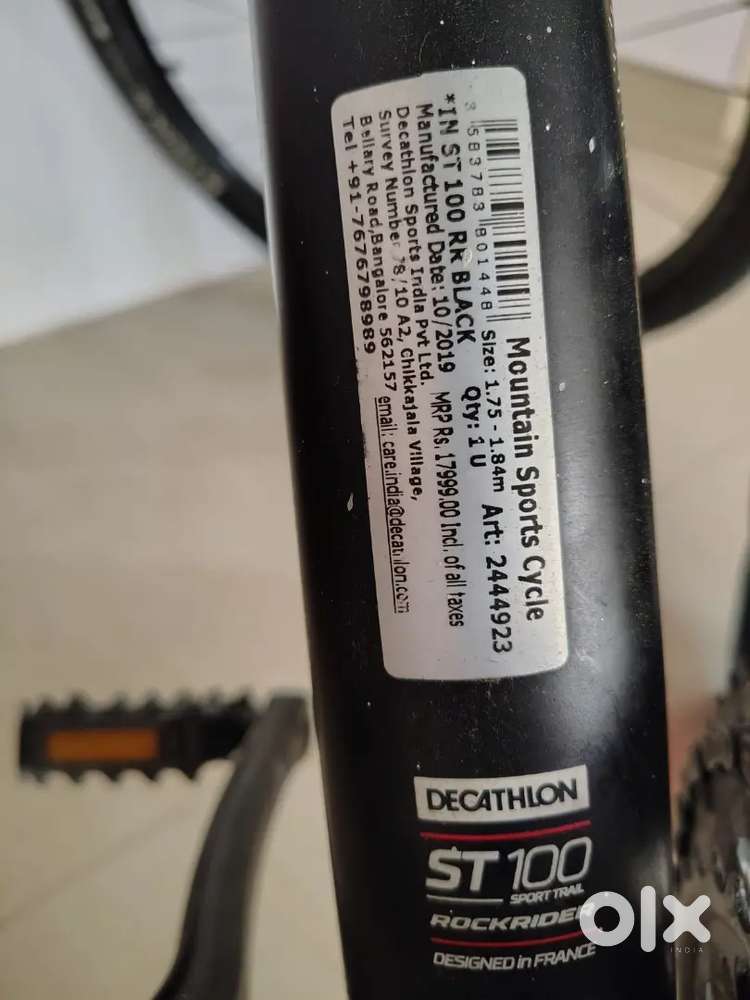 Mountain Sports Cycle
3 583783 801448 Size: 1.75 - 1.84m Art: 2444923
*IN ST 100 RR BLACK Qty: 1 U
Manufactured Date: 10/2019 MRP Rs. 17999.00 Incl. of all taxes
Decathlon Sports India Pvt Ltd.
Survey Number 78/10 A2, Chikkajala Village,
Bellary Road,Bangalore 562157 email: care.india@decathlon.com
Tel +91-7676798989
DECATHLON
ST 100
SPORT TRAIL
ROCKRIDER
DESIGNED in FRANCE
olx
INDIA